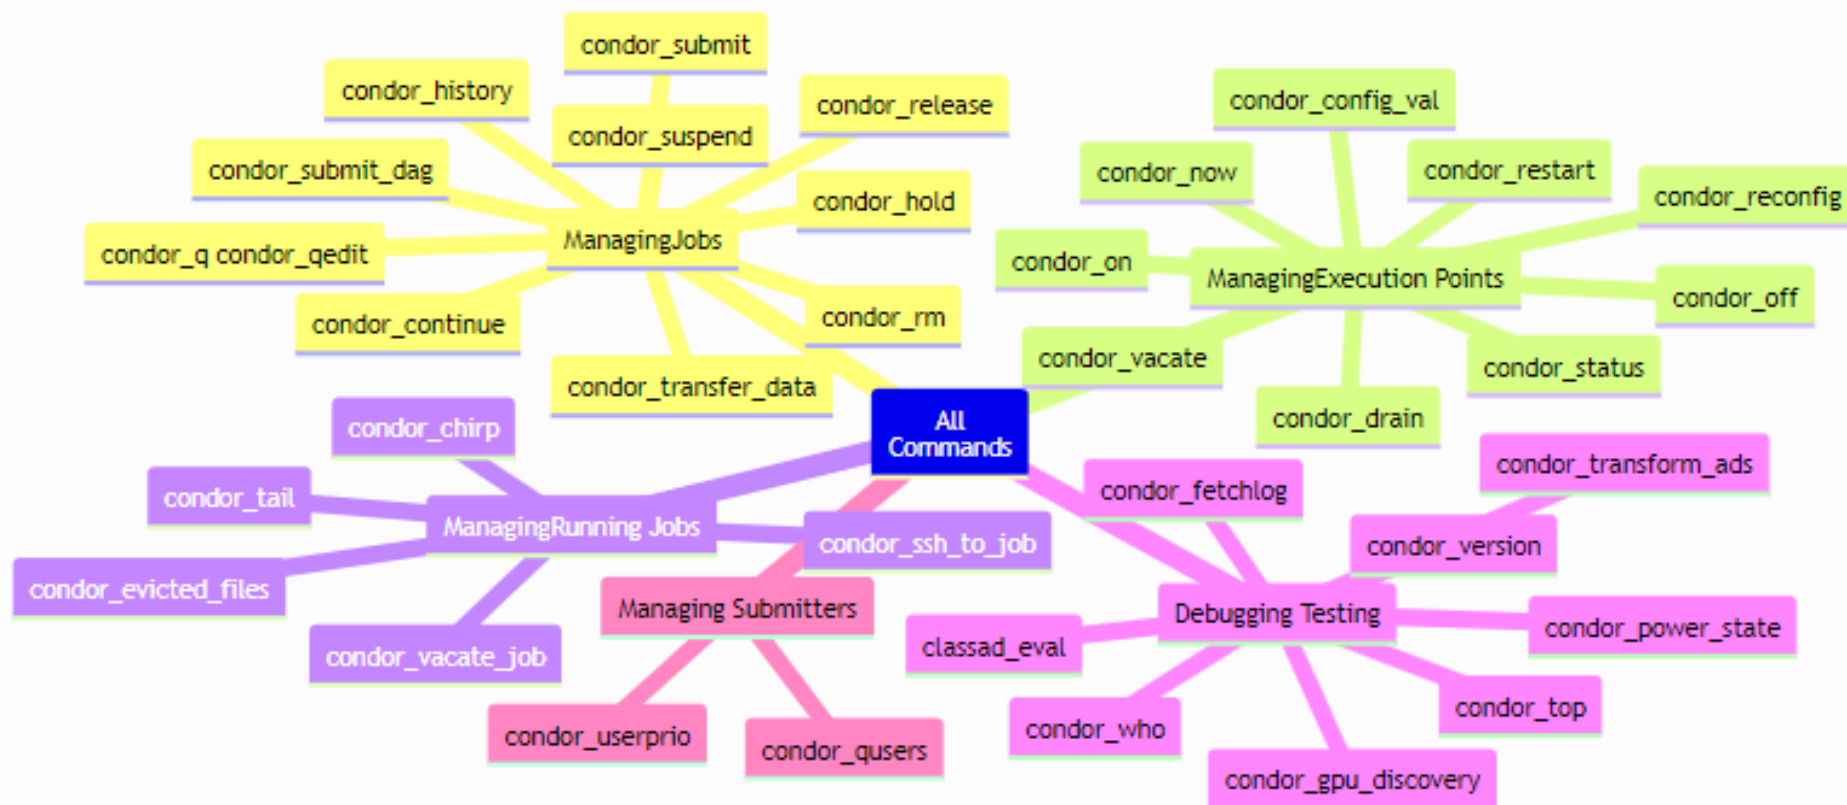 condor_submit
condor_history
condor_release
condor_suspend
condor_submit_dag
condor_hold
condor_q condor_qedit
ManagingJobs
condor_continue
condor_rm
condor_transfer_data
condor_config_val
condor_now
condor_restart
condor_reconfig
condor_on
ManagingExecution Points
condor_off
condor_vacate
condor_status
condor_drain
All
Commands
condor_chirp
condor_tail
ManagingRunning Jobs
condor_ssh_to_job
condor_evicted_files
condor_vacate_job
Managing Submitters
condor_userprio
condor_qusers
condor_fetchlog
condor_transform_ads
condor_version
Debugging Testing
condor_power_state
classad_eval
condor_who
condor_top
condor_gpu_discovery